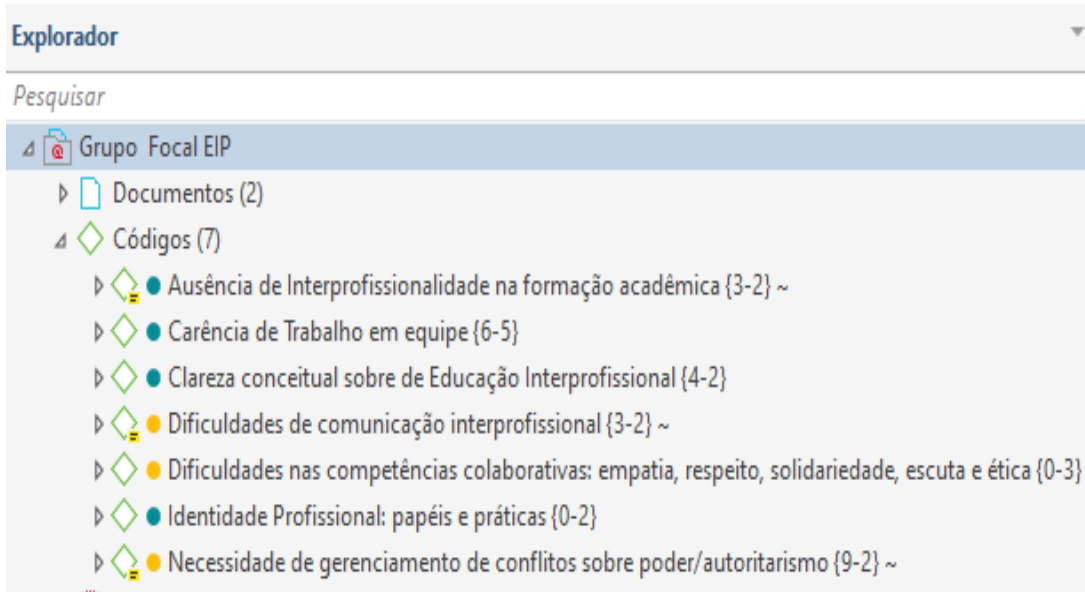 Explorador
Pesquisar
Grupo Focal EIP
Documentos (2)
Códigos (7)
Ausência de Interprofissionalidade na formação acadêmica {3-2} ~
Carência de Trabalho em equipe {6-5}
Clareza conceitual sobre de Educação Interprofissional {4-2}
Dificuldades de comunicação interprofissional {3-2} ~
Dificuldades nas competências colaborativas: empatia, respeito, solidariedade, escuta e ética {0-3}
Identidade Profissional: papéis e práticas {0-2}
Necessidade de gerenciamento de conflitos sobre poder/autoritarismo {9-2} ~